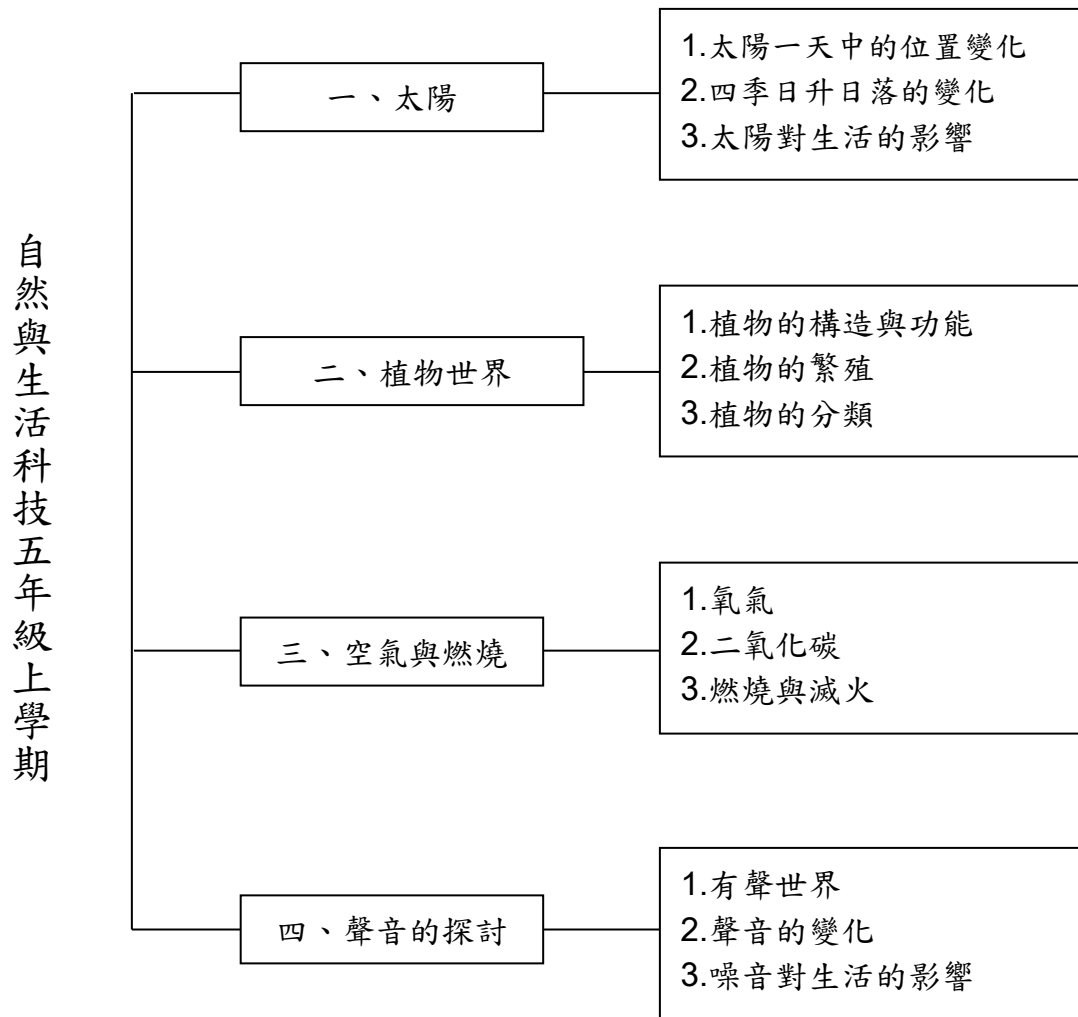 自然與生活科技五年級上學期
一、太陽
1.太陽一天中的位置變化
2.四季日升日落的變化
3.太陽對生活的影響
二、植物世界
1.植物的構造與功能
2.植物的繁殖
3.植物的分類
三、空氣與燃燒
1.氧氣
2.二氧化碳
3.燃燒與滅火
四、聲音的探討
1.有聲世界
2.聲音的變化
3.噪音對生活的影響